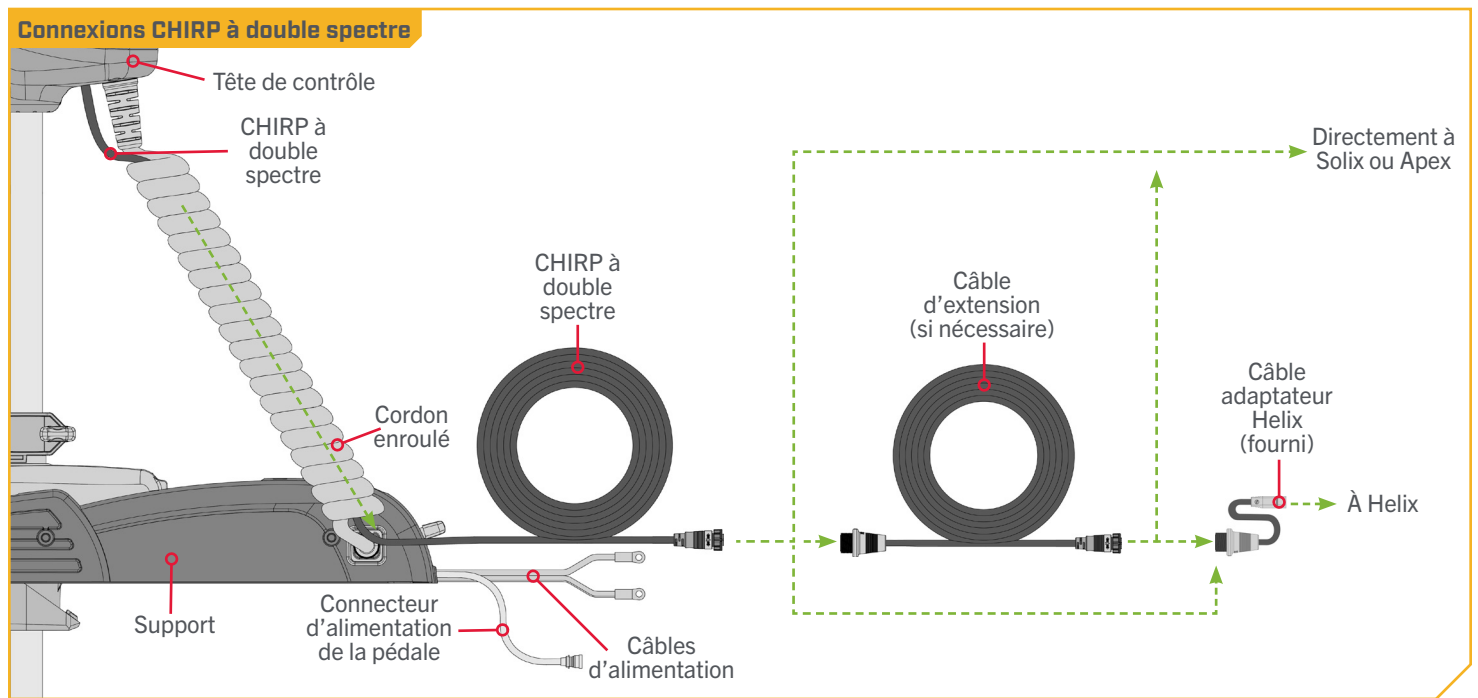 Connexions CHIRP à double spectre
Tête de contrôle
CHIRP à
double
spectre
Directement à
Solix ou Apex
CHIRP à
double
spectre
Câble
d’extension
(si nécessaire)
Câble
adaptateur
Helix
(fourni)
Cordon
enroulé
À Helix
Support
Connecteur
d’alimentation
de la pédale
Câbles
d’alimentation